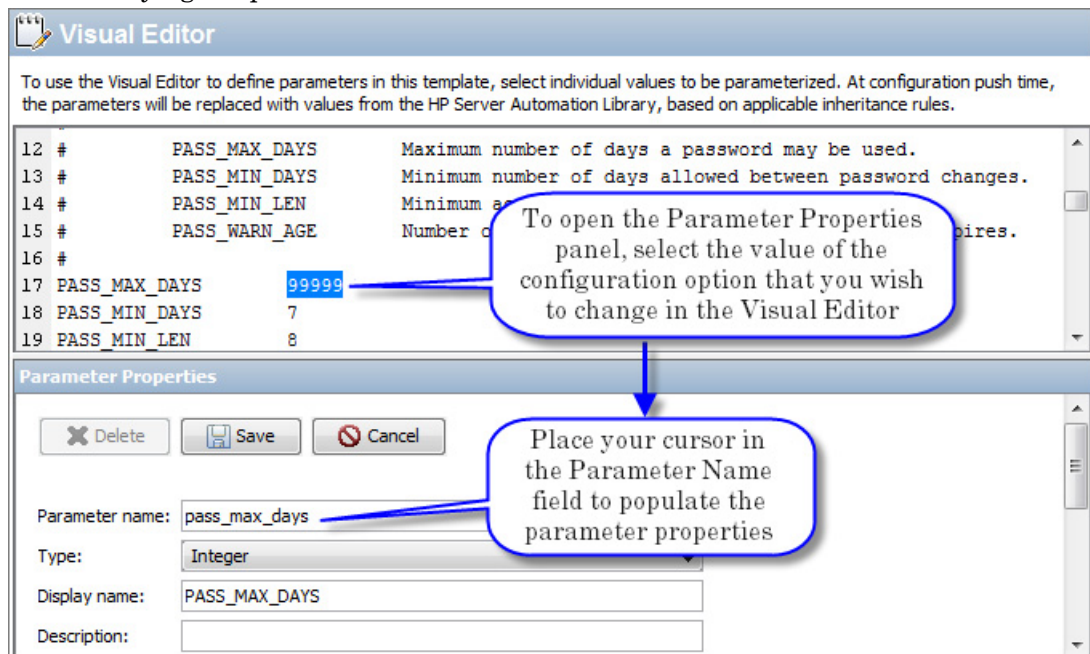 Visual Editor
To use the Visual Editor to define parameters in this template, select individual values to be parameterized. At configuration push time,
the parameters will be replaced with values from the HP Server Automation Library, based on applicable inheritance rules.
12 # PASS_MAX_DAYS Maximum number of days a password may be used.
13 # PASS_MIN_DAYS Minimum number of days allowed between password changes.
14 # PASS_MIN_LEN Minimum
15 # PASS_WARN_AGE Number
16 #
17 PASS_MAX_DAYS 99999
18 PASS_MIN_DAYS 7
19 PASS_MIN_LEN 8
To open the Parameter Properties
panel, select the value of the
configuration option that you wish
to change in the Visual Editor
Parameter Properties
Delete Save Cancel
Place your cursor in
the Parameter Name
field to populate the
parameter properties
Parameter name: pass_max_days
Type: Integer
Display name: PASS_MAX_DAYS
Description: